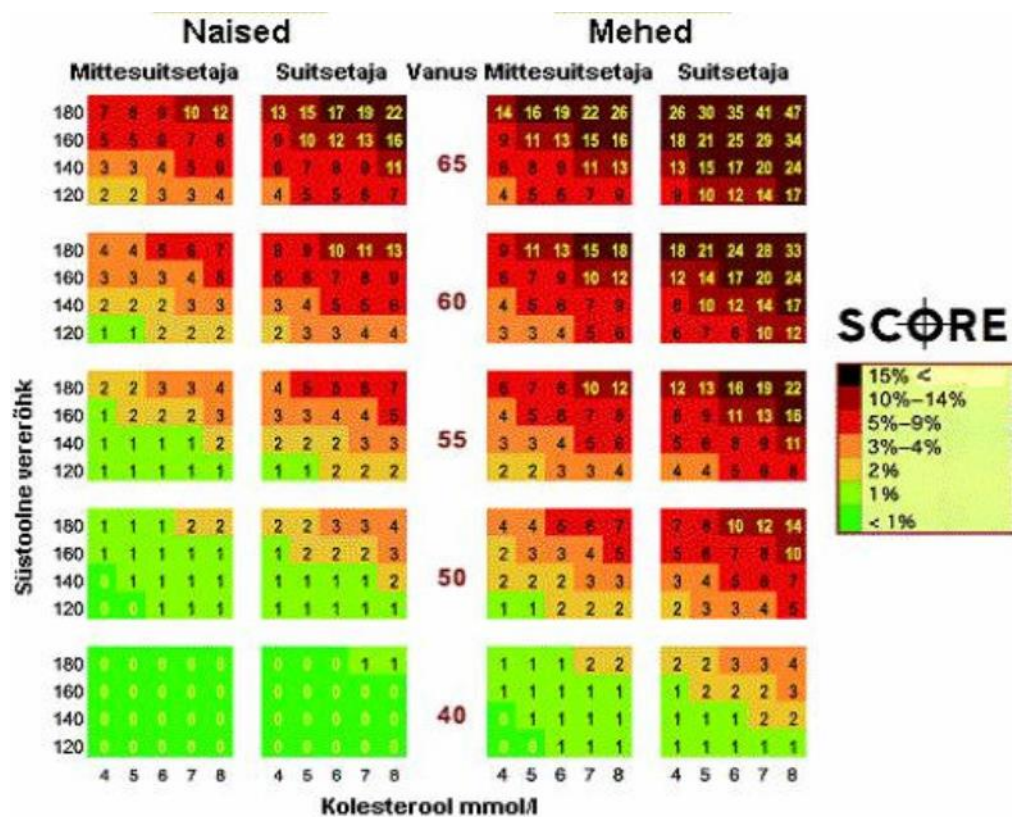 Naised Mehed
Mittesuitsetaja Suitsetaja Vanus Mittesuitsetaja Suitsetaja
180 7 8 9 10 12 13 15 17 19 22 14 16 19 22 26 26 30 35 41 47
160 5 5 6 7 8 9 10 12 13 16 9 11 13 15 16 18 21 25 29 34
65
140 3 3 4 5 6 7 8 9 11 6 8 9 11 13 13 15 17 20 24
120 2 2 3 3 4 4 5 5 6 7 4 5 6 7 9 9 10 12 14 17
180 4 4 5 6 7 8 9 10 11 13 9 11 13 15 18 18 21 24 28 33
160 3 3 3 4 5 5 6 7 8 9 6 7 9 10 12 12 14 17 20 24
60
140 2 2 2 3 3 3 4 5 5 6 4 5 6 7 9 8 10 12 14 17
120 1 1 2 2 2 2 3 3 4 4 3 3 4 5 6 6 7 8 10 12
180 2 2 3 3 4 4 5 5 6 7 6 7 8 10 12 12 13 16 19 22
160 1 2 2 2 3 3 3 4 4 5 4 5 6 7 8 8 9 11 13 16
55
140 1 1 1 1 2 2 2 2 3 3 3 3 4 5 6 5 6 8 9 11
120 1 1 1 1 1 1 1 2 2 2 2 2 3 3 4 4 4 5 6 8
180 1 1 1 2 2 2 2 3 3 4 4 4 5 6 7 7 8 10 12 14
160 1 1 1 1 1 1 2 2 2 3 2 3 3 4 5 5 6 7 8 10
50
140 0 1 1 1 1 1 1 1 1 2 2 2 2 3 3 3 4 5 6 7
120 0 0 1 1 1 1 1 1 1 1 1 1 2 2 2 2 3 3 4 5
180 0 0 0 0 0 0 0 0 1 1 1 1 1 2 2 2 2 3 3 4
160 0 0 0 0 0 0 0 0 0 0 1 1 1 1 1 1 2 2 2 3
40
140 0 0 0 0 0 0 0 0 0 0 0 1 1 1 1 1 1 1 2 2
120 0 0 0 0 0 0 0 0 0 0 0 0 1 1 1 1 1 1 1 1
4 5 6 7 8 4 5 6 7 8 4 5 6 7 8 4 5 6 7 8
Kolesterool mmol/l
Süstoolne vererõhk
SCORE
15% <
10%-14%
5%-9%
3%-4%
2%
1%
< 1%